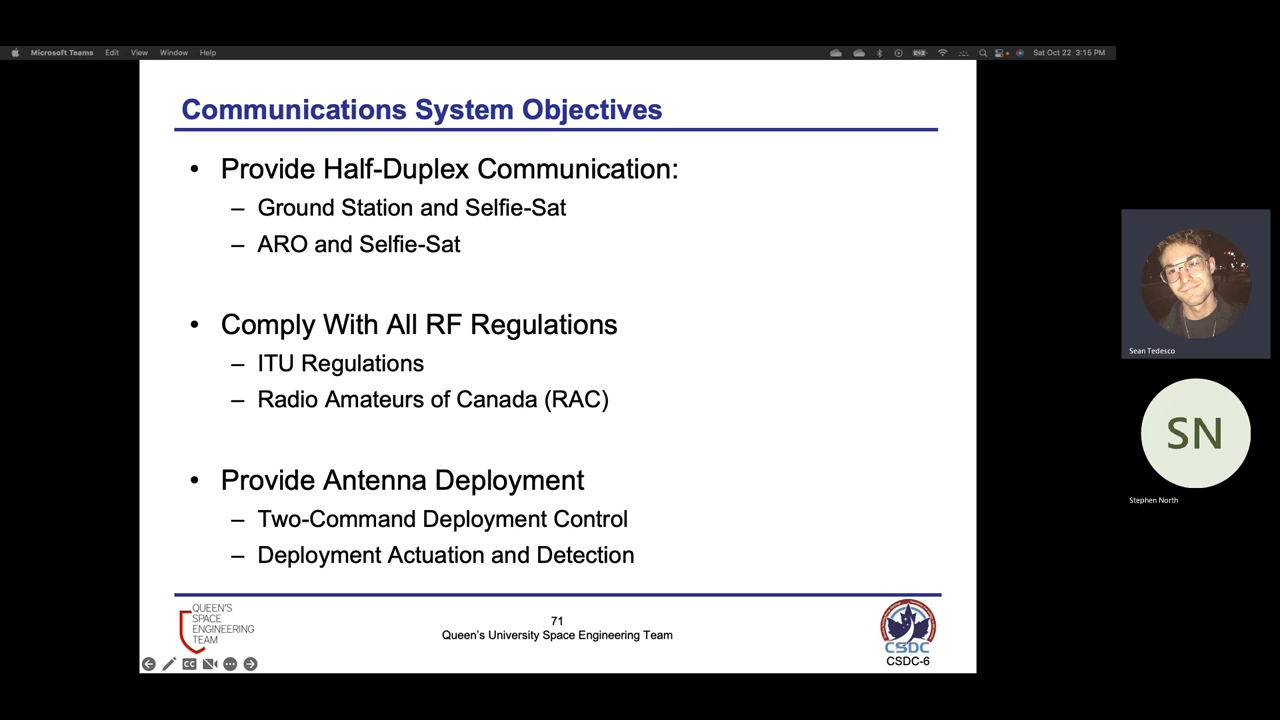 Microsoft Teams Edit View Window Help Sat Oct 22 3:15 PM
Communications System Objectives
• Provide Half-Duplex Communication:
– Ground Station and Selfie-Sat
– ARO and Selfie-Sat
• Comply With All RF Regulations
– ITU Regulations
– Radio Amateurs of Canada (RAC)
• Provide Antenna Deployment
– Two-Command Deployment Control
– Deployment Actuation and Detection
QUEEN'S
SPACE
ENGINEERING
TEAM
71
Queen's University Space Engineering Team
CSDC
CSDC-6
CC
Sean Tedesco
SN
Stephen North